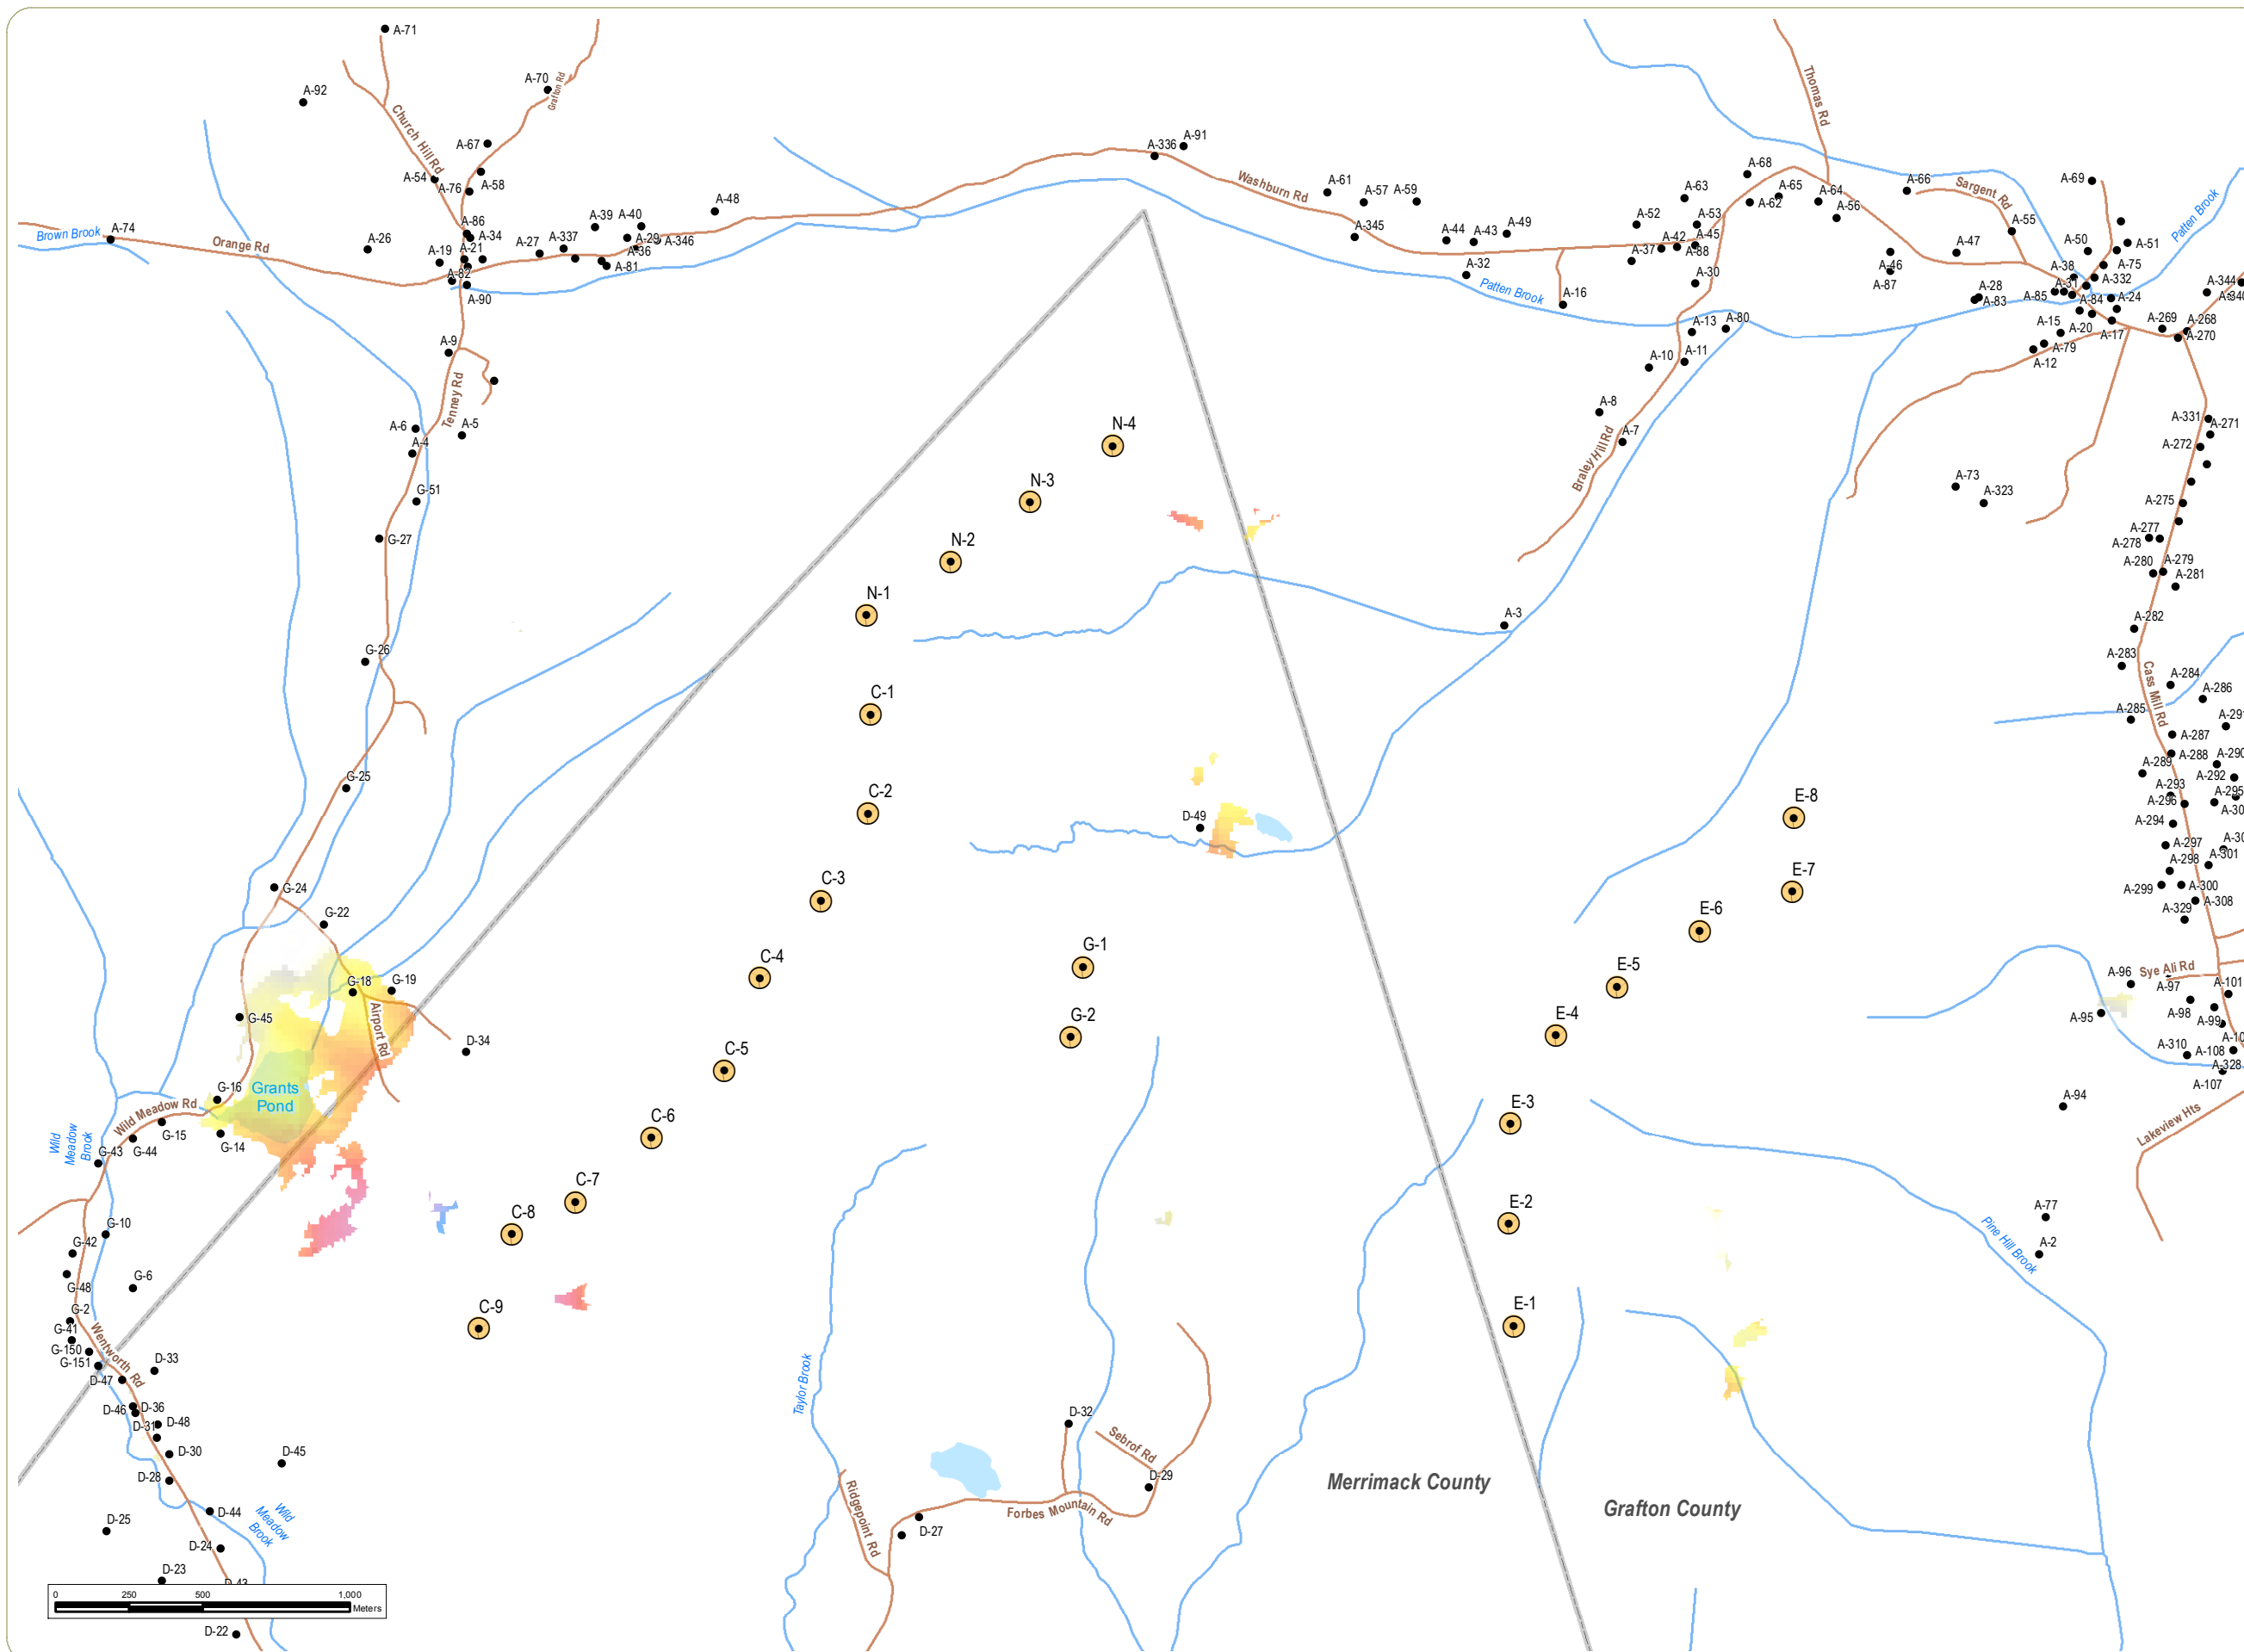 A-71
A-70
Grafton Rd
A-92
Church Hill Rd
A-67
A-54
A-76
A-58
Thomas Rd
A-336
A-91
A-68
A-61
A-57
A-59
Washburn Rd
A-63
A-65
A-64
A-66
Sargent Rd
A-69
Patten Brook
A-62
A-56
A-55
A-48
A-39
A-40
A-86
A-34
A-74
Brown Brook
Orange Rd
A-26
A-19
A-21
A-27
A-337
A-29
A-346
A-36
A-81
A-82
A-90
A-345
A-44
A-43
A-49
A-52
A-53
A-45
A-42
A-37
A-88
A-32
A-30
A-16
Patten Brook
A-47
A-46
A-87
A-50
A-51
A-75
A-38
A-332
A-31
A-85
A-28
A-83
A-84
A-24
A-344
A-340
A-13
A-80
A-15
A-20
A-17
A-269
A-268
A-270
A-79
A-12
A-9
A-10
A-11
Tenney Rd
A-6
A-5
A-4
A-8
A-7
Braley Hill Rd
A-331
A-271
A-272
N-4
N-3
N-2
N-1
G-51
G-27
A-73
A-323
A-275
A-277
A-278
A-280
A-279
A-281
A-3
A-282
G-26
A-283
A-284
A-286
Cass Mill Rd
A-285
A-291
C-1
A-287
A-288
A-290
A-289
A-292
G-25
C-2
D-49
E-8
A-293
A-296
A-295
A-30
A-294
A-30
A-297
A-298
A-301
A-299
A-300
A-308
A-329
C-3
E-7
G-24
G-22
E-6
C-4
G-1
E-5
G-18
G-19
Airport Rd
G-45
D-34
G-2
E-4
A-96
Sye Ali Rd
A-97
A-101
A-98
A-99
A-95
A-310
A-108
A-10
A-328
A-107
C-5
Grants
Pond
G-16
Wild Meadow Rd
G-15
G-14
G-44
G-43
Wild
Meadow
Brook
C-6
E-3
A-94
Lakeview Hts
C-7
C-8
E-2
A-77
A-2
Pine Hill Brook
G-10
G-42
G-48
G-6
G-2
G-41
G-150
G-151
Wentworth Rd
C-9
E-1
D-33
D-47
D-46
D-36
D-31
D-48
D-30
D-28
D-45
Taylor Brook
D-32
Sebrof Rd
D-29
Merrimack County
Grafton County
Ridgepoint Rd
Forbes Mountain Rd
D-27
D-44
Wild
Meadow
Brook
D-25
D-24
D-23
D-43
0 250 500 1,000
Meters
D-22